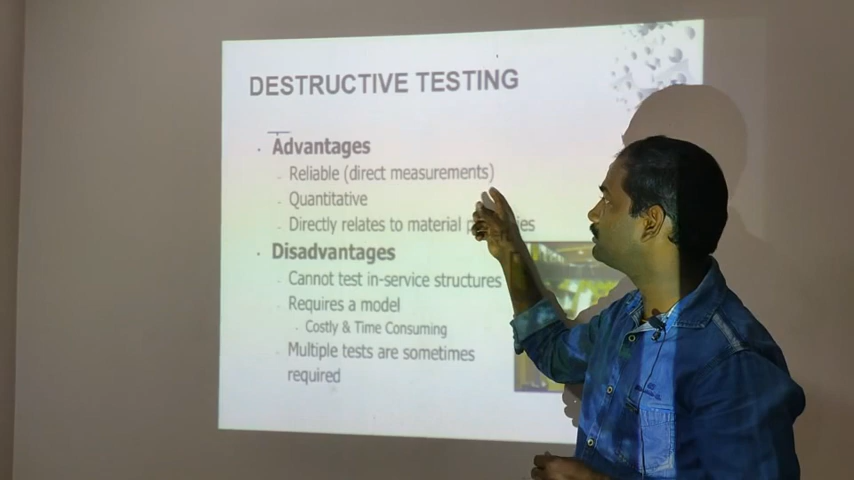 DESTRUCTIVE TESTING
Advantages
Reliable (direct measurements)
Quantitative
Directly relates to material
Disadvantages
Cannot test in-service structures
Requires a model
Costly & Time Consuming
Multiple tests are sometimes
required